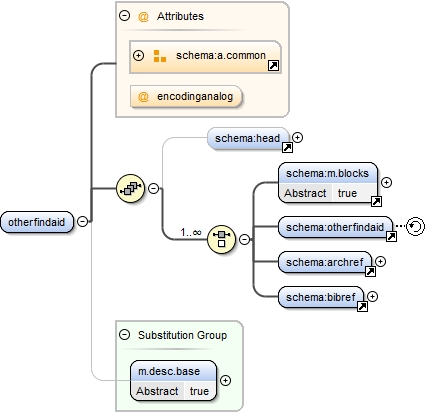 @ Attributes
schema:a.common
@ encodinganalog
schema:head
otherfindaid
1..∞
schema:m.blocks
Abstract true
schema:otherfindaid
schema:archref
schema:bibref
Substitution Group
m.desc.base
Abstract true